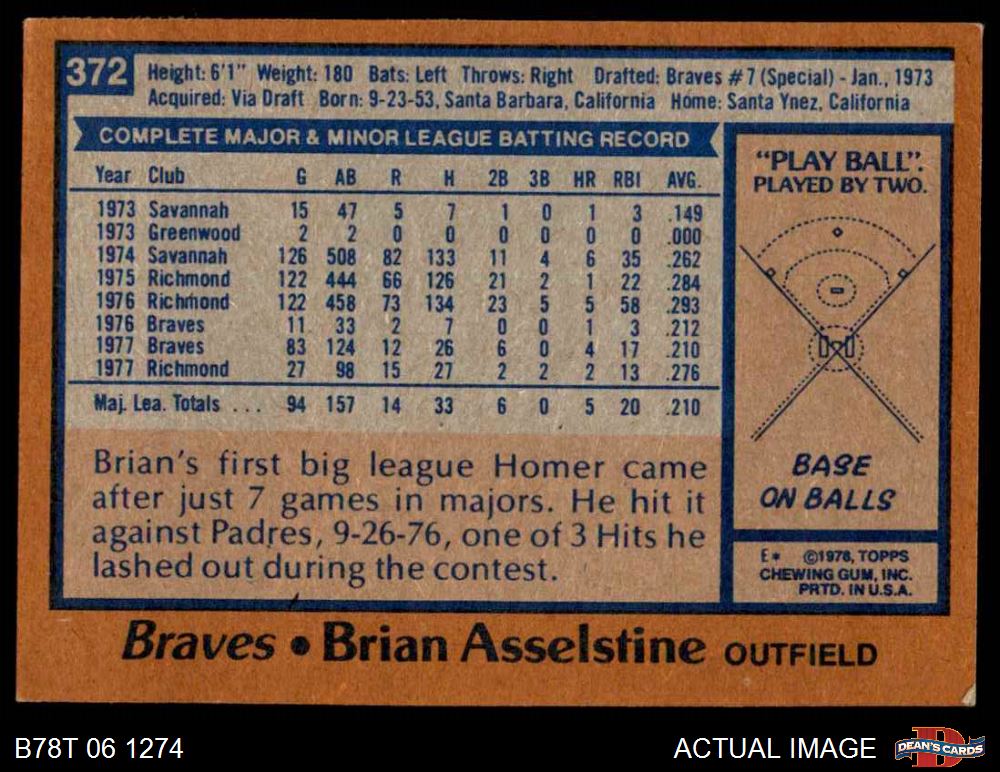 372
Height: 6'1" Weight: 180 Bats: Left Throws: Right Drafted: Braves #7 (Special) - Jan., 1973
Acquired: Via Draft Born: 9-23-53, Santa Barbara, California Home: Santa Ynez, California
COMPLETE MAJOR & MINOR LEAGUE BATTING RECORD
Year Club G AB R H 2B 3B HR RBI AVG.
1973 Savannah 15 47 5 7 1 0 1 3 .149
1973 Greenwood 2 2 0 0 0 0 0 0 .000
1974 Savannah 126 508 82 133 11 4 6 35 .262
1975 Richmond 122 444 66 126 21 2 1 22 .284
1976 Richmond 122 458 73 134 23 5 5 58 .293
1976 Braves 11 33 2 7 0 0 1 3 .212
1977 Braves 83 124 12 26 6 0 4 17 .210
1977 Richmond 27 98 15 27 2 2 2 13 .276
Maj. Lea. Totals ... 94 157 14 33 6 0 5 20 .210
Brian's first big league Homer came
after just 7 games in majors. He hit it
against Padres, 9-26-76, one of 3 Hits he
lashed out during the contest.
"PLAY BALL".
PLAYED BY TWO.
BASE
ON BALLS
E* ©1978, TOPPS
CHEWING GUM, INC.
PRTD. IN U.S.A.
Braves • Brian Asselstine OUTFIELD
B78T 06 1274
ACTUAL IMAGE
D
DEAN'S CARDS